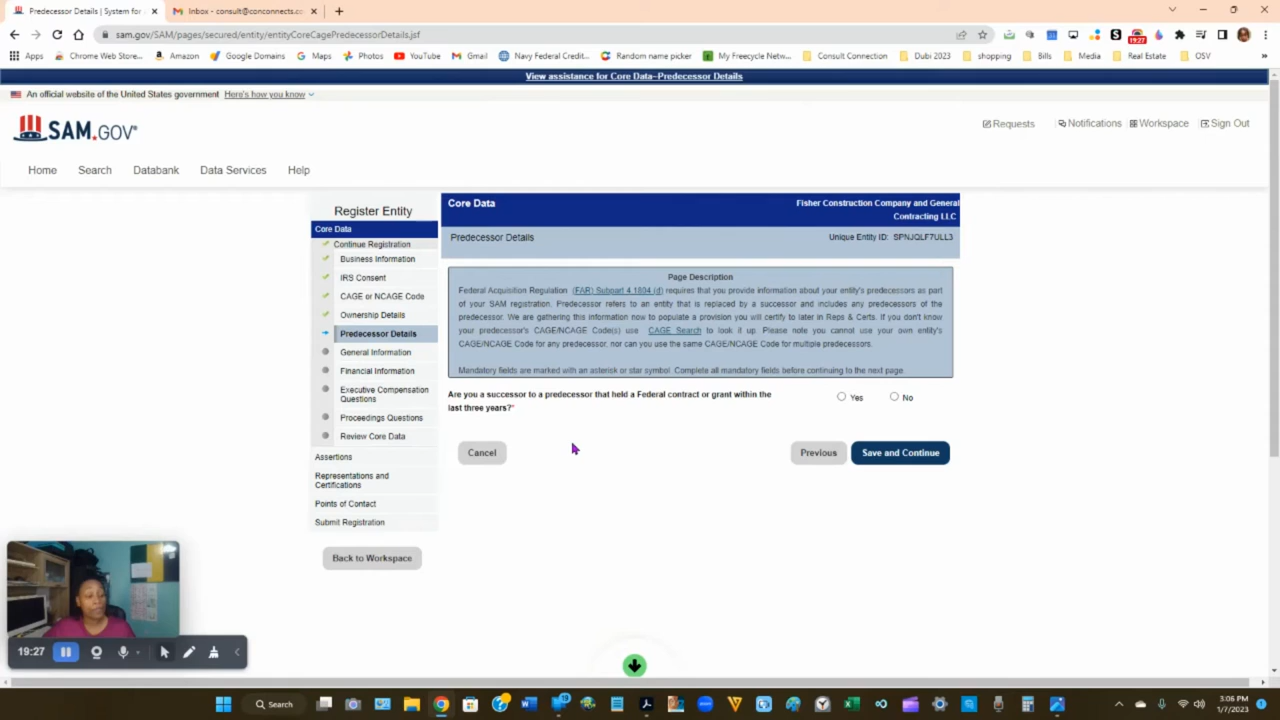 Predecessor Details | System for
Inbox - consult@conconnects.co
sam.gov/SAM/pages/secured/entity/entityCoreCagePredecessorDetails.jsf
19:27
Apps
Chrome Web Store...
Amazon
Google Domains
Maps
Photos
YouTube
Gmail
Navy Federal Credit...
Random name picker
My Freecycle Netw...
Consult Connection
Dubi 2023
shopping
Bills
Media
Real Estate
OSV
View assistance for Core Data-Predecessor Details
An official website of the United States government Here's how you know
SAM.GOV®
Requests
Notifications
Workspace
Sign Out
Home
Search
Databank
Data Services
Help
Register Entity
Core Data
Continue Registration
Business Information
IRS Consent
CAGE or NCAGE Code
Ownership Details
Predecessor Details
General Information
Financial Information
Executive Compensation
Questions
Proceedings Questions
Review Core Data
Assertions
Representations and
Certifications
Points of Contact
Submit Registration
Back to Workspace
Core Data
Fisher Construction Company and General
Contracting LLC
Predecessor Details
Unique Entity ID: SPNJQLF7ULL3
Page Description
Federal Acquisition Regulation (FAR) Subpart 4.1804 (d) requires that you provide information about your entity's predecessors as part
of your SAM registration. Predecessor refers to an entity that is replaced by a successor and includes any predecessors of the
predecessor. We are gathering this information now to populate a provision you will certify to later in Reps & Certs. If you don't know
your predecessor's CAGE/NCAGE Code(s) use CAGE Search to look it up. Please note you cannot use your own entity's
CAGE/NCAGE Code for any predecessor, nor can you use the same CAGE/NCAGE Code for multiple predecessors.
Mandatory fields are marked with an asterisk or star symbol. Complete all mandatory fields before continuing to the next page.
Are you a successor to a predecessor that held a Federal contract or grant within the
last three years?*
Yes
No
Cancel
Previous
Save and Continue
19:27
Search
3:06 PM
1/7/2023